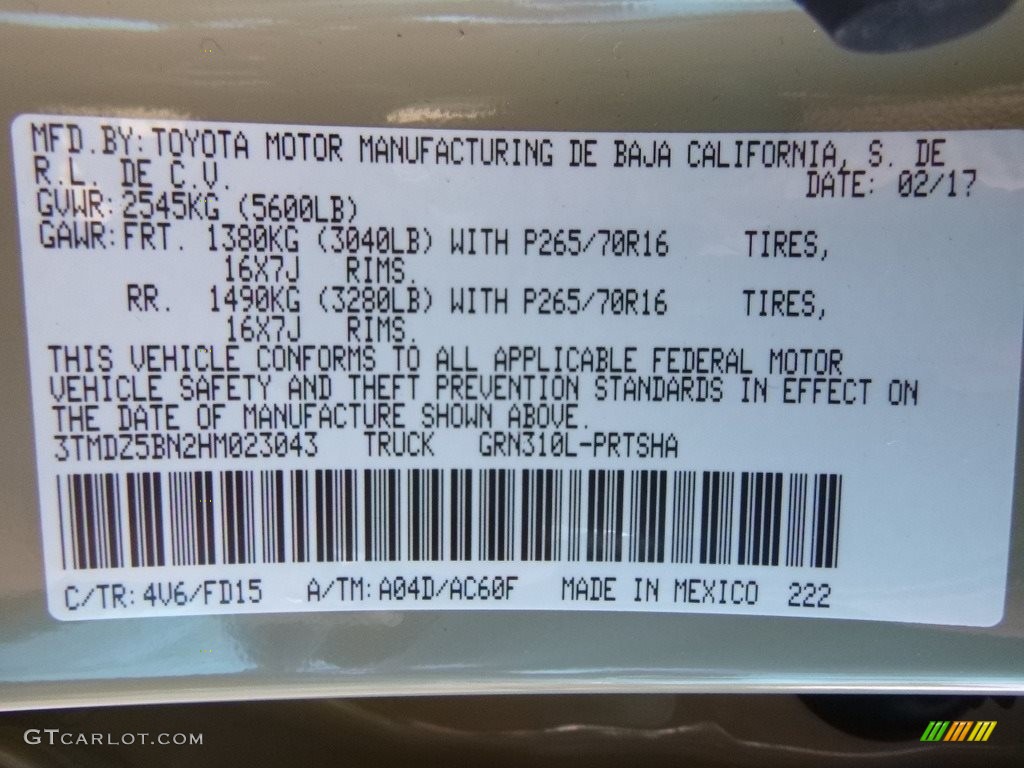 MFD.BY: TOYOTA MOTOR MANUFACTURING DE BAJA CALIFORNIA, S. DE
R.L. DE C.V. DATE: 02/17
GVWR: 2545KG (5600LB)
GAWR: FRT. 1380KG (3040LB) WITH P265/70R16 TIRES,
16X7J RIMS.
RR. 1490KG (3280LB) WITH P265/70R16 TIRES,
16X7J RIMS.
THIS VEHICLE CONFORMS TO ALL APPLICABLE FEDERAL MOTOR
VEHICLE SAFETY AND THEFT PREVENTION STANDARDS IN EFFECT ON
THE DATE OF MANUFACTURE SHOWN ABOVE.
3TMDZ5BN2HM023043 TRUCK GRN310L-PRTSHA
C/TR: 4V6/FD15 A/TM: A04D/AC60F MADE IN MEXICO 222
GTCARLOT.COM